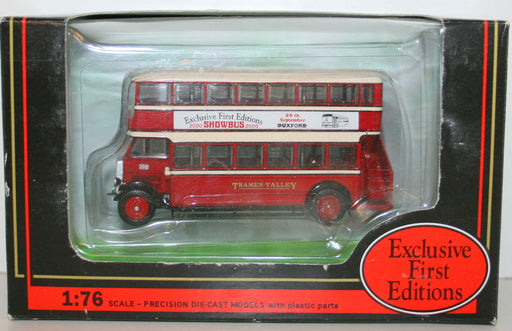 Exclusive First Editions
2000 SHOWBUS 2000
24 th.
September
DUXFORD
THAMES VALLEY
Exclusive
First
Editions
1:76 SCALE - PRECISION DIE-CAST MODELS with plastic parts